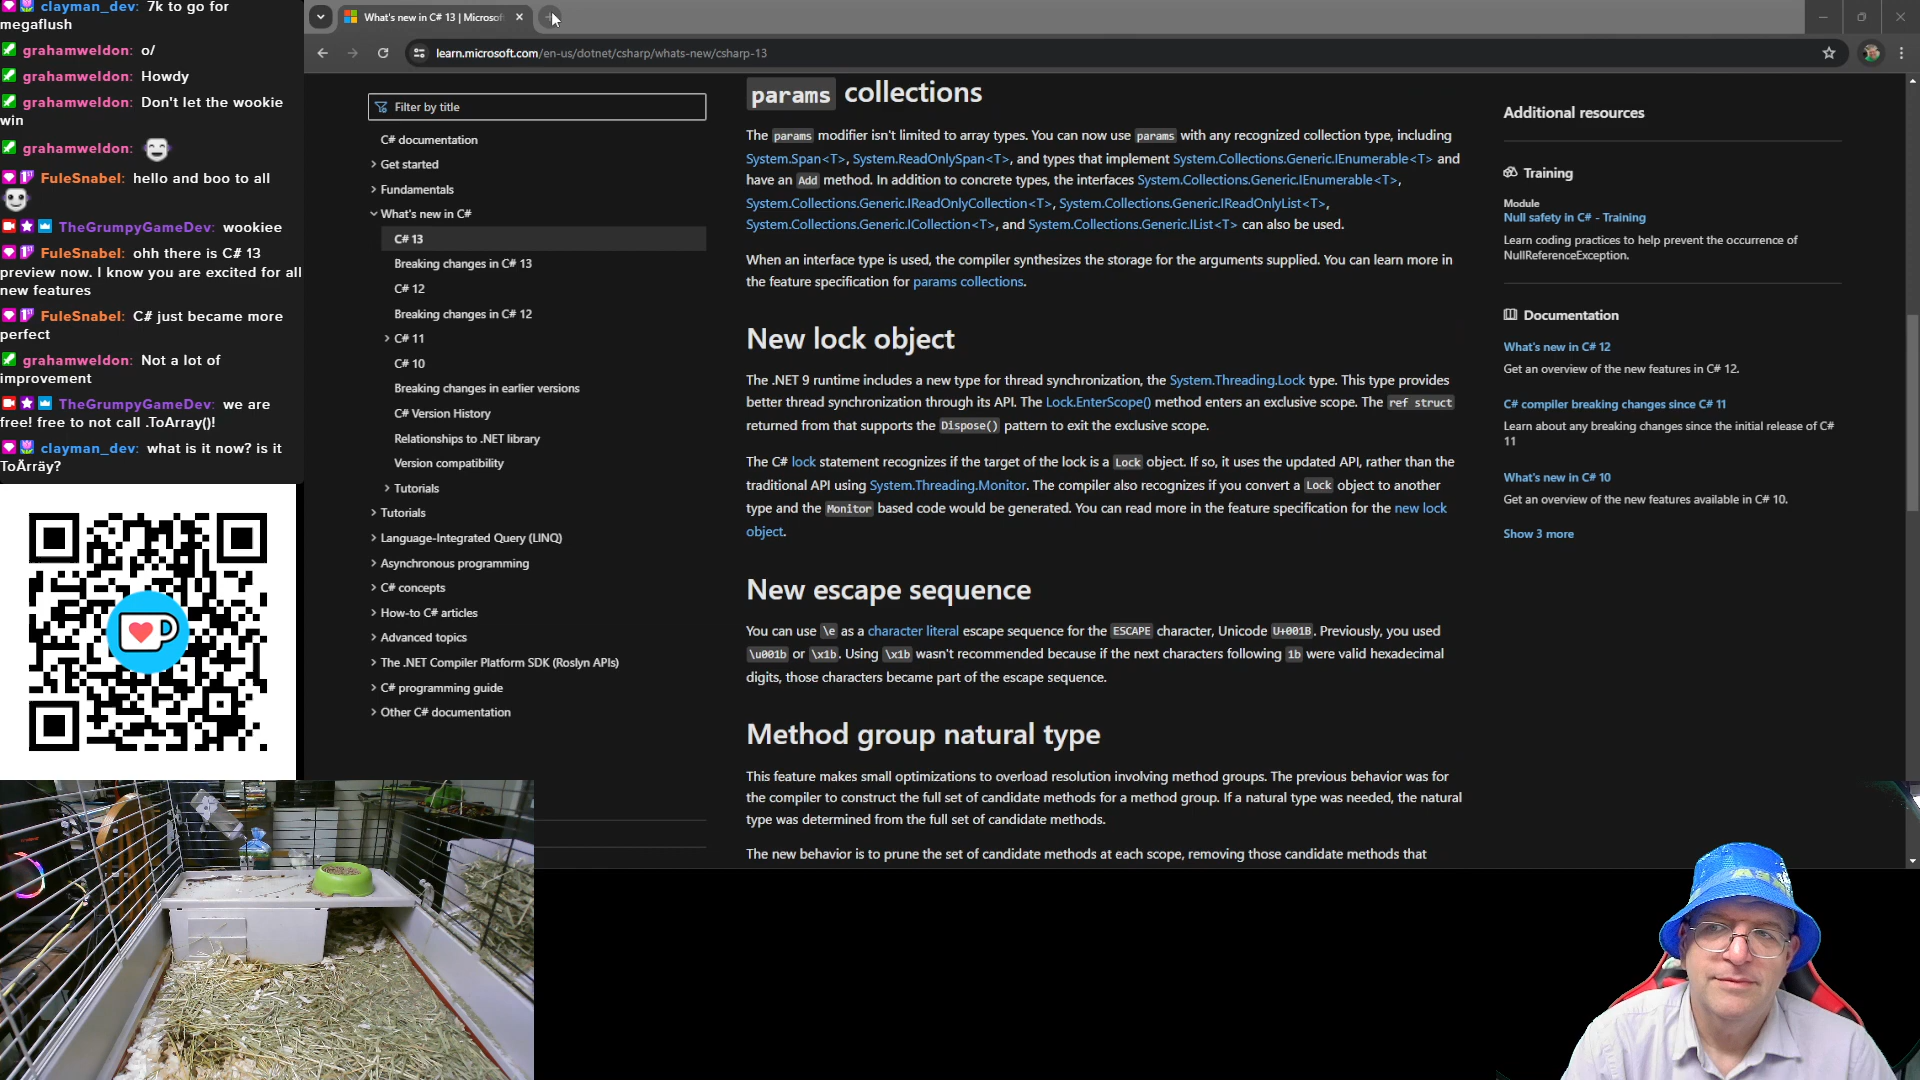 clayman_dev: 7k to go for
megaflush
grahamweldon: o/
grahamweldon: Howdy
grahamweldon: Don't let the wookie
win
grahamweldon:
FuleSnabel: hello and boo to all
TheGrumpyGameDev: wookiee
FuleSnabel: ohh there is C# 13
preview now. I know you are excited for all
new features
FuleSnabel: C# just became more
perfect
grahamweldon: Not a lot of
improvement
TheGrumpyGameDev: we are
free! free to not call .ToArray()!
clayman_dev: what is it now? is it
ToÄrräy?
What's new in C# 13 | Microsof
learn.microsoft.com/en-us/dotnet/csharp/whats-new/csharp-13
Filter by title
C# documentation
Get started
Fundamentals
What's new in C#
C# 13
Breaking changes in C# 13
C# 12
Breaking changes in C# 12
C# 11
C# 10
Breaking changes in earlier versions
C# Version History
Relationships to .NET library
Version compatibility
Tutorials
Tutorials
Language-Integrated Query (LINQ)
Asynchronous programming
C# concepts
How-to C# articles
Advanced topics
The .NET Compiler Platform SDK (Roslyn APIs)
C# programming guide
Other C# documentation
params collections
The params modifier isn't limited to array types. You can now use params with any recognized collection type, including
System.Span<T>, System.ReadOnlySpan<T>, and types that implement System.Collections.Generic.IEnumerable<T> and
have an Add method. In addition to concrete types, the interfaces System.Collections.Generic.IEnumerable<T>,
System.Collections.Generic.IReadOnlyCollection<T>, System.Collections.Generic.IReadOnlyList<T>,
System.Collections.Generic.ICollection<T>, and System.Collections.Generic.IList<T> can also be used.
When an interface type is used, the compiler synthesizes the storage for the arguments supplied. You can learn more in
the feature specification for params collections.
New lock object
The .NET 9 runtime includes a new type for thread synchronization, the System.Threading.Lock type. This type provides
better thread synchronization through its API. The Lock.EnterScope() method enters an exclusive scope. The ref struct
returned from that supports the Dispose() pattern to exit the exclusive scope.
The C# lock statement recognizes if the target of the lock is a Lock object. If so, it uses the updated API, rather than the
traditional API using System.Threading.Monitor. The compiler also recognizes if you convert a Lock object to another
type and the Monitor based code would be generated. You can read more in the feature specification for the new lock
object.
New escape sequence
You can use \e as a character literal escape sequence for the ESCAPE character, Unicode U+001B. Previously, you used
\u001b or \x1b. Using \x1b wasn't recommended because if the next characters following 1b were valid hexadecimal
digits, those characters became part of the escape sequence.
Method group natural type
This feature makes small optimizations to overload resolution involving method groups. The previous behavior was for
the compiler to construct the full set of candidate methods for a method group. If a natural type was needed, the natural
type was determined from the full set of candidate methods.
The new behavior is to prune the set of candidate methods at each scope, removing those candidate methods that
Additional resources
Training
Module
Null safety in C# - Training
Learn coding practices to help prevent the occurrence of
NullReferenceException.
Documentation
What's new in C# 12
Get an overview of the new features in C# 12.
C# compiler breaking changes since C# 11
Learn about any breaking changes since the initial release of C#
11
What's new in C# 10
Get an overview of the new features available in C# 10.
Show 3 more